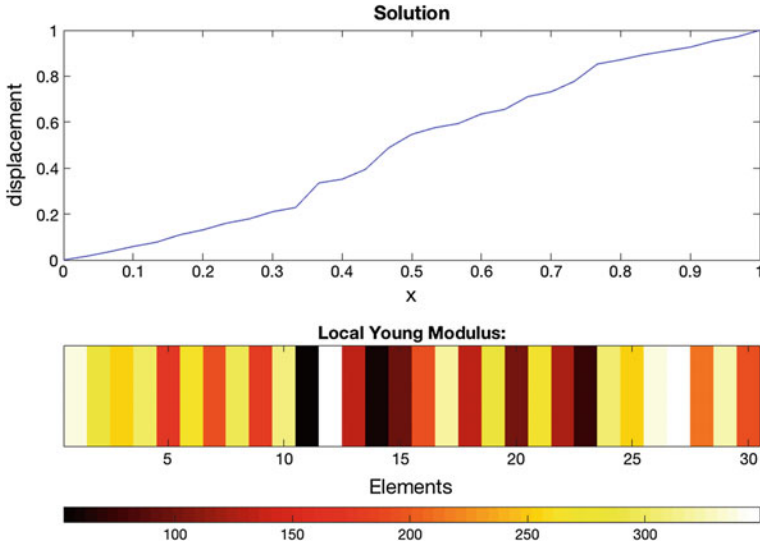 Solution
1
0.8
0.6
0.4
0.2
0
displacement
0 0.1 0.2 0.3 0.4 0.5 0.6 0.7 0.8 0.9 1
x
Local Young Modulus:
5 10 15 20 25 30
Elements
100 150 200 250 300